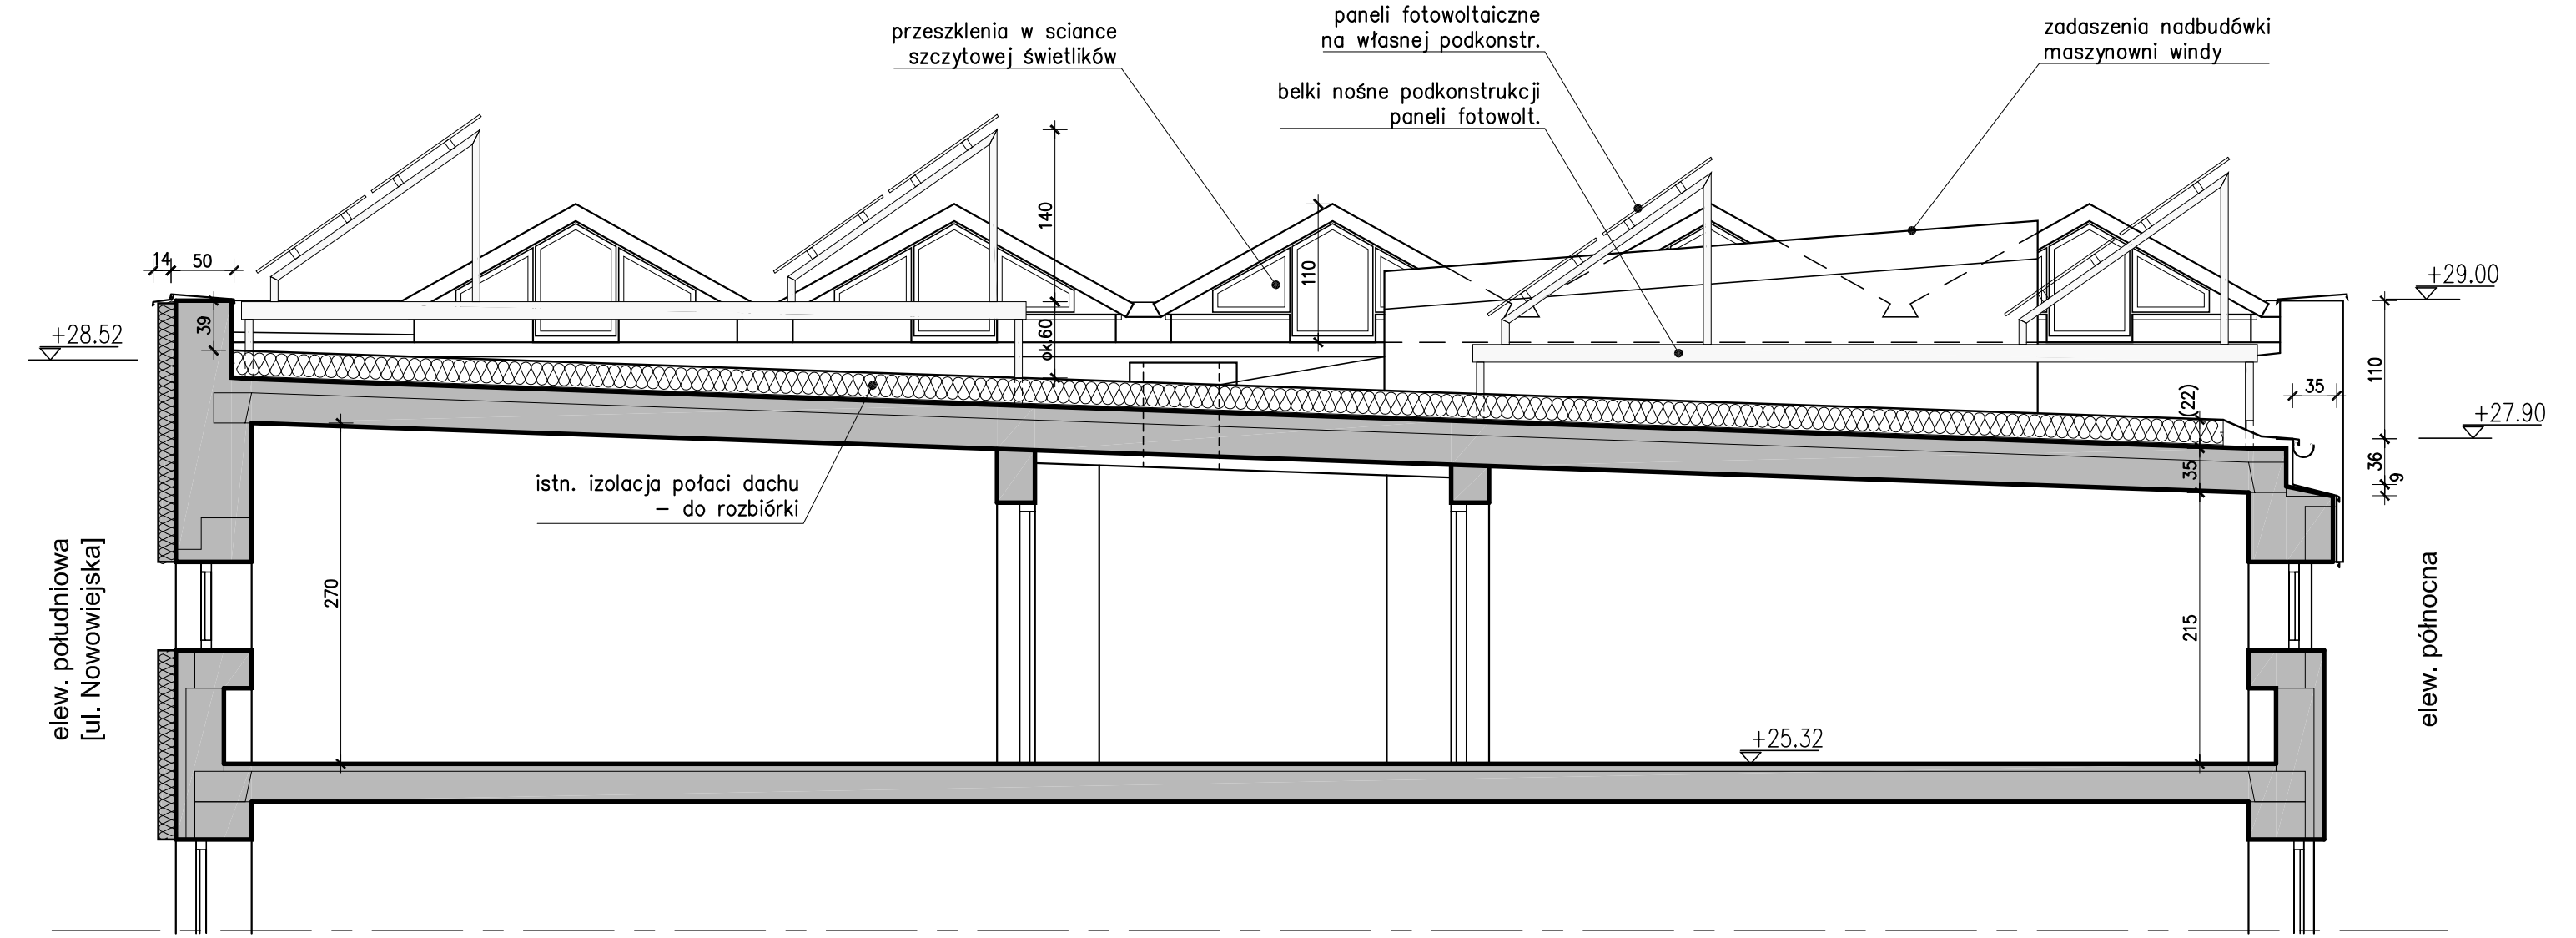 przeszklenia w sciance
szczytowej świetlików
paneli fotowoltaiczne
na własnej podkonstr.
belki nośne podkonstrukcji
paneli fotowolt.
zadaszenia nadbudówki
maszynowni windy
14
50
39
+28.52
140
ok.60
110
+29.00
110
35
(22)
+27.90
36
9
35
istn. izolacja połaci dachu
– do rozbiórki
270
215
+25.32
elew. południowa
[ul. Nowowiejska]
elew. północna